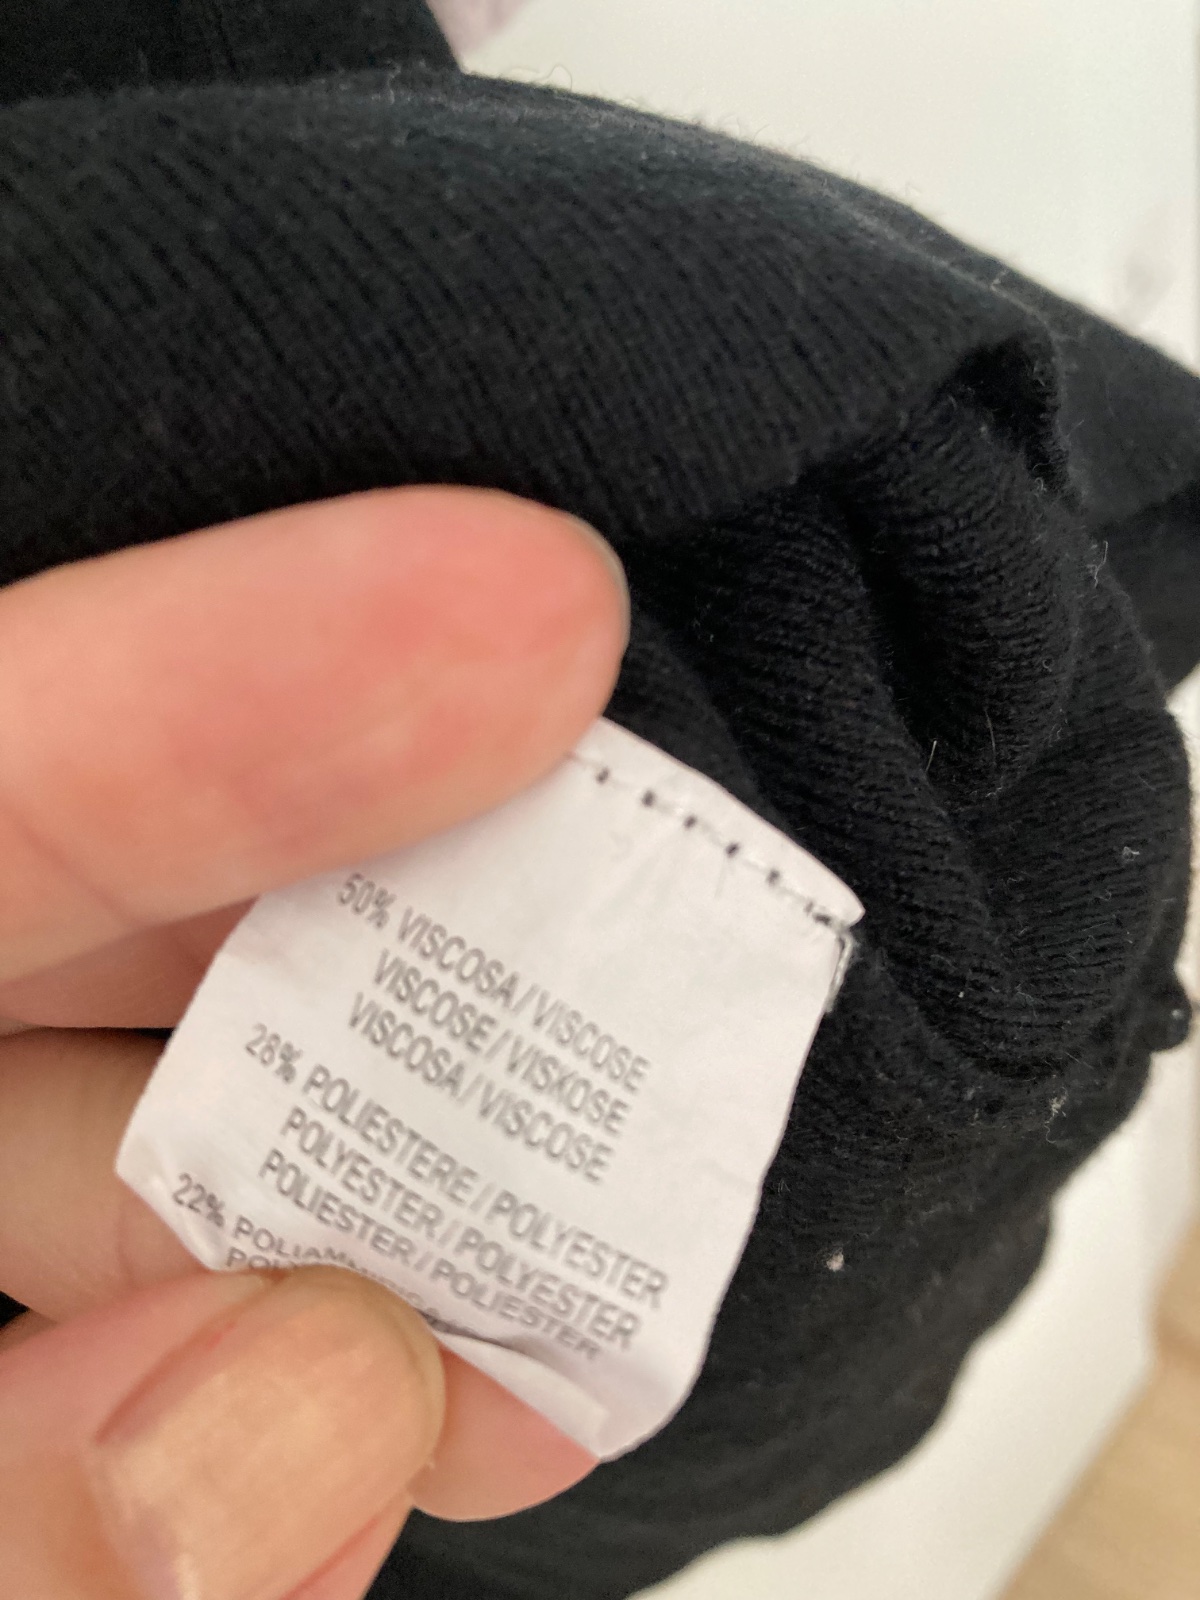 50% VISCOSA / VISCOSE
VISCOSE / VISKOSE
VISCOSA / VISCOSE
28% POLIESTERE / POLYESTER
POLYESTER / POLYESTER
POLIESTER / POLIESTER
22%